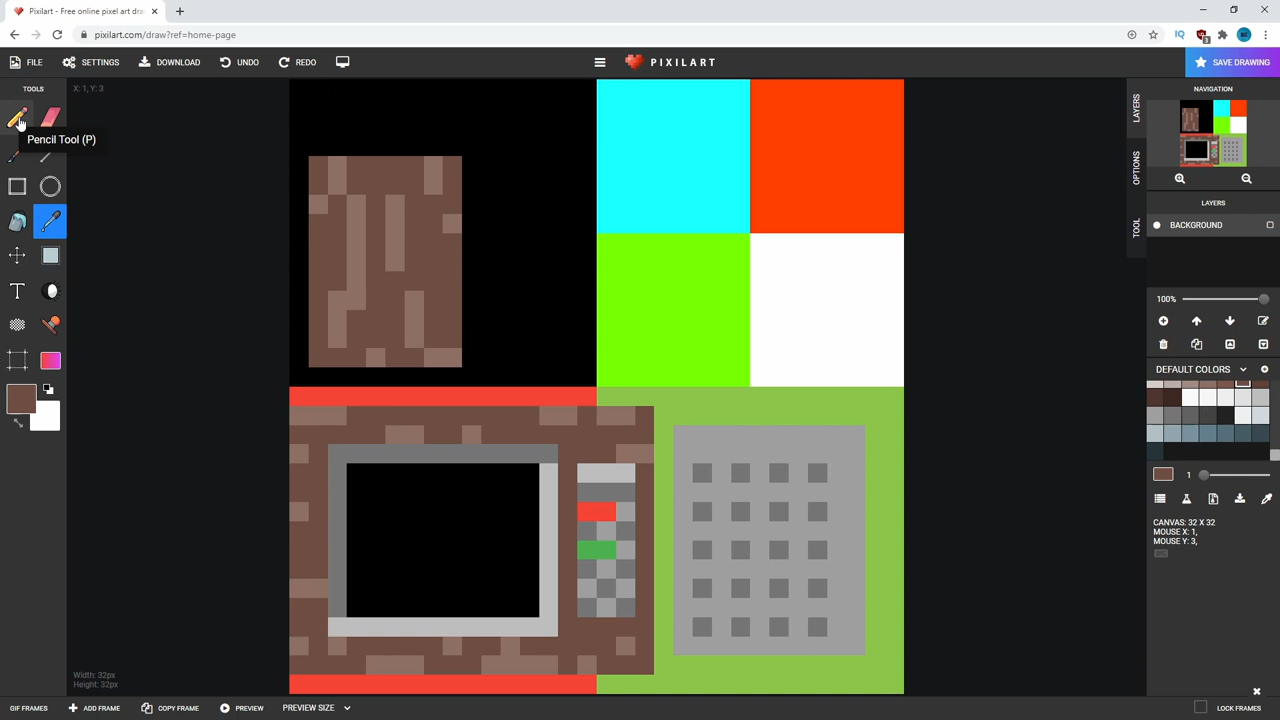 Pixilart - Free online pixel art dra
pixilart.com/draw?ref=home-page
FILE
SETTINGS
DOWNLOAD
UNDO
REDO
PIXILART
SAVE DRAWING
TOOLS
X: 1, Y: 3
Pencil Tool (P)
T
Width: 32px
Height: 32px
LAYERS
OPTIONS
TOOL
NAVIGATION
LAYERS
BACKGROUND
100%
DEFAULT COLORS
1
CANVAS: 32 X 32
MOUSE X: 1,
MOUSE Y: 3,
GIF FRAMES
ADD FRAME
COPY FRAME
PREVIEW
PREVIEW SIZE
LOCK FRAMES